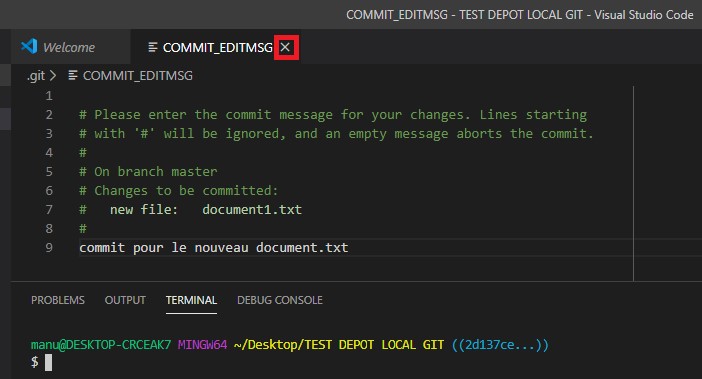 COMMIT_EDITMSG - TEST DEPOT LOCAL GIT - Visual Studio Code
Welcome COMMIT_EDITMSG
.git > COMMIT_EDITMSG
1
2 # Please enter the commit message for your changes. Lines starting
3 # with '#' will be ignored, and an empty message aborts the commit.
4 #
5 # On branch master
6 # Changes to be committed:
7 #   new file:   document1.txt
8 #
9 commit pour le nouveau document.txt
PROBLEMS OUTPUT TERMINAL DEBUG CONSOLE
manu@DESKTOP-CRCEAK7 MINGW64 ~/Desktop/TEST DEPOT LOCAL GIT ((2d137ce...))
$